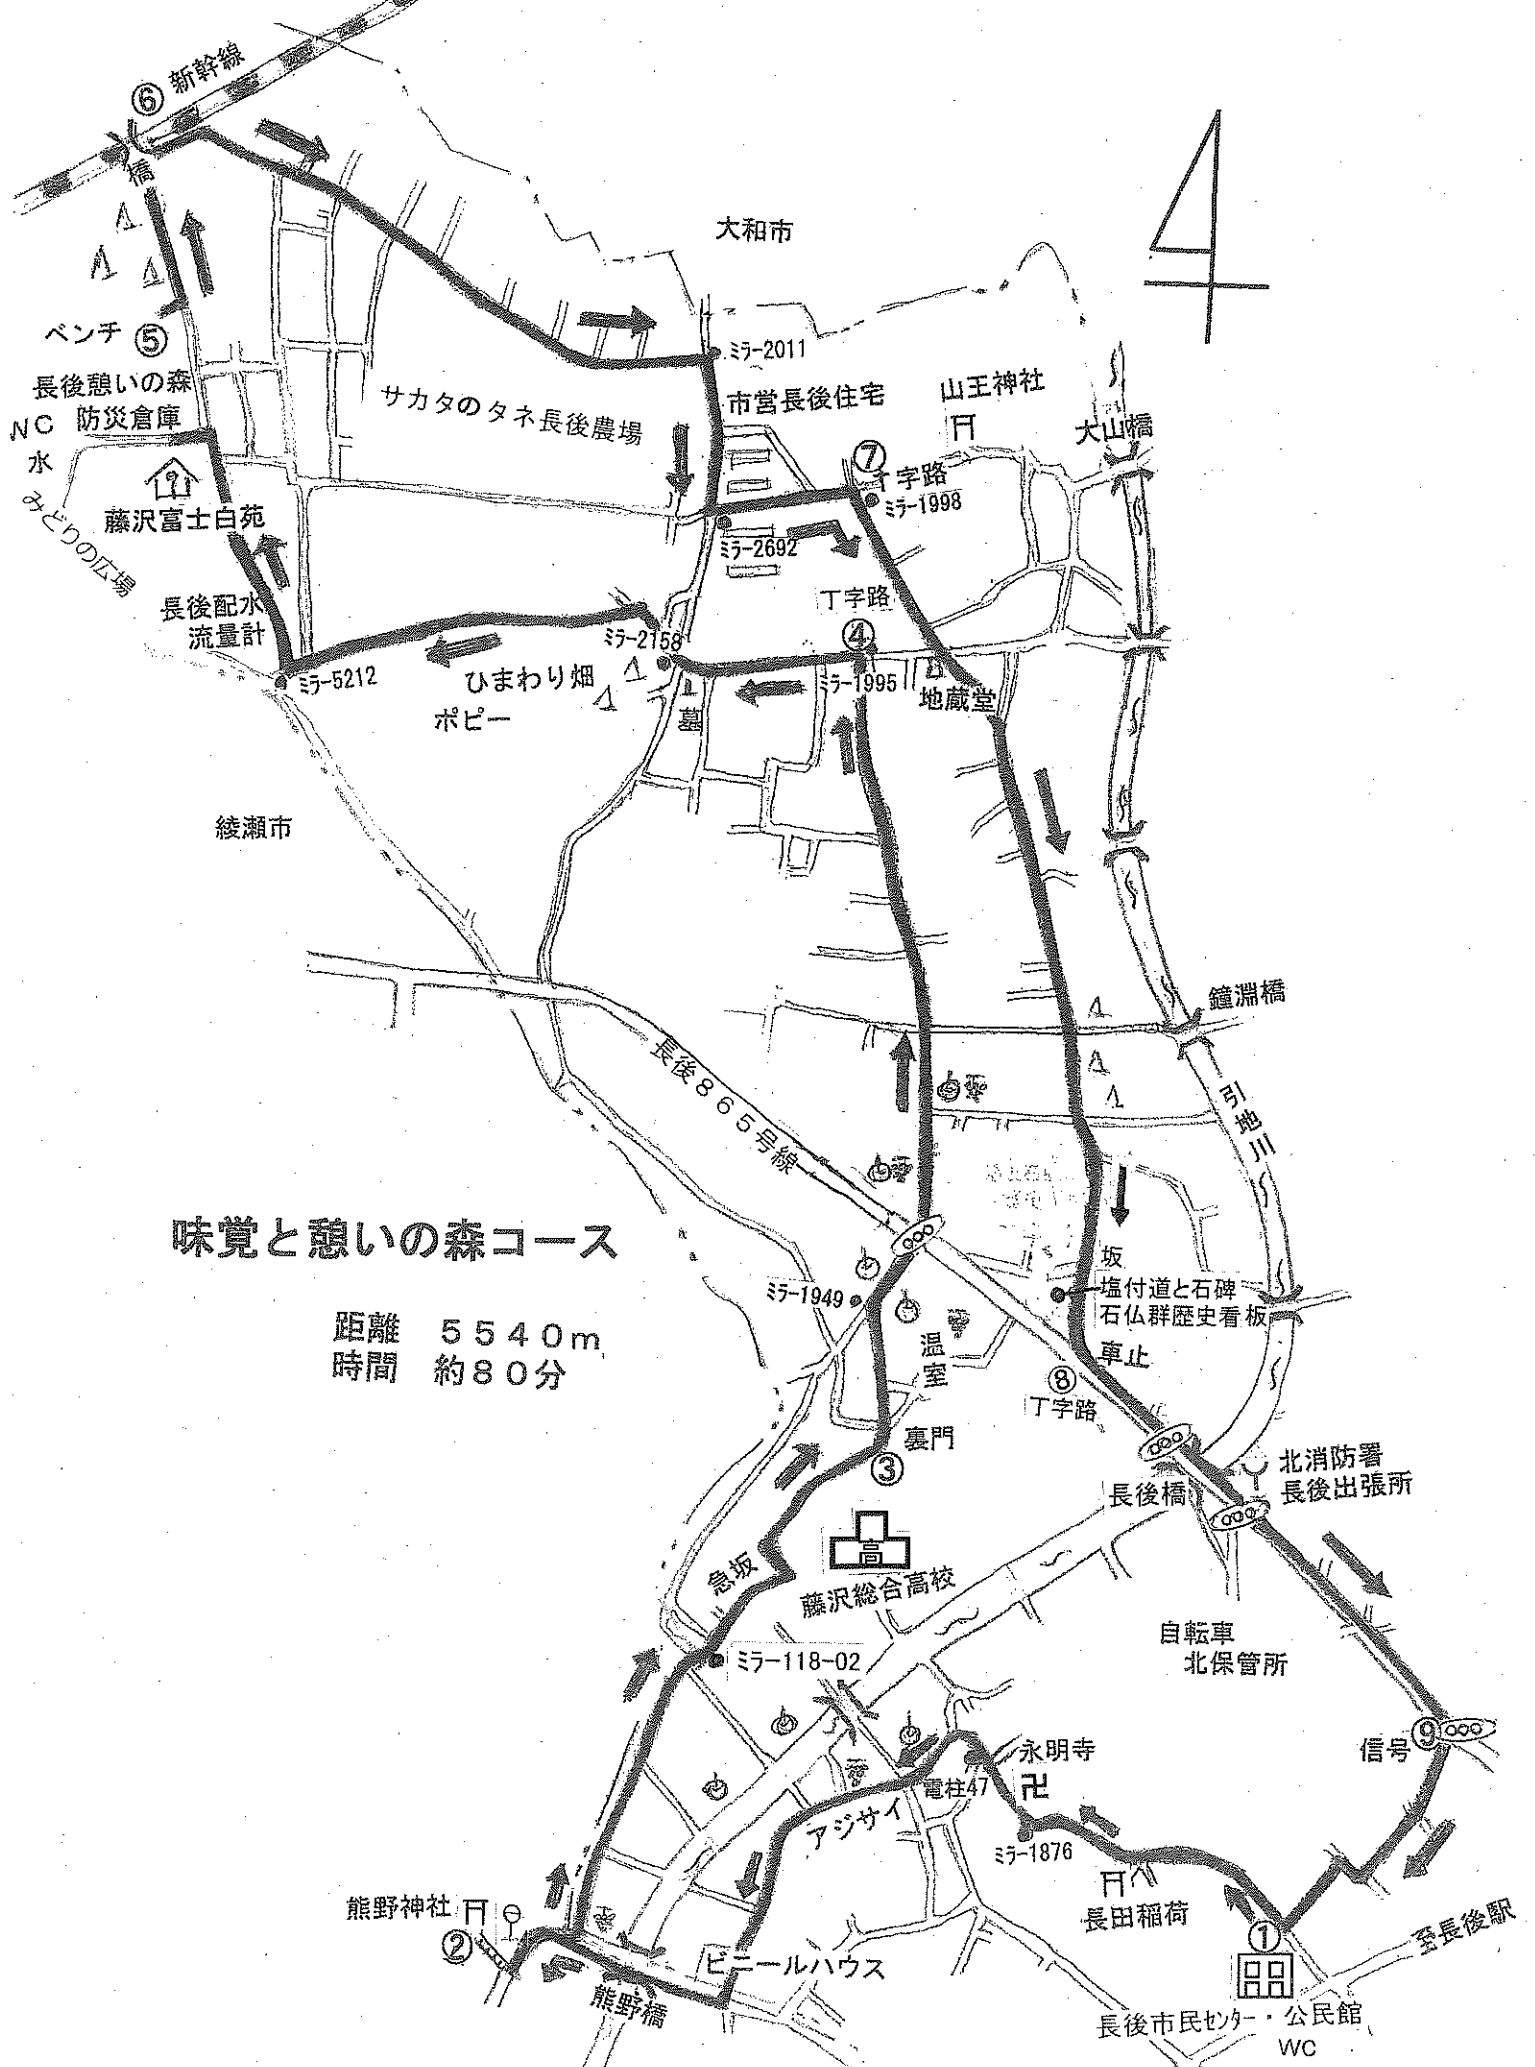 ⑥ 新幹線
橋
大和市
ベンチ ⑤
長後憩いの森
防災倉庫
WC
水
みどりの広場
藤沢富士白苑
サカタのタネ長後農場
ミラー2011
市営長後住宅
山王神社
大山橋
⑦
丁字路
ミラー1998
ミラー2692
長後配水
流量計
丁字路
④
ミラー2158
ミラー5212
ひまわり畑
ポピー
墓
ミラー1995
地蔵堂
綾瀬市
鐘淵橋
長後865号線
引地川
味覚と憩いの森コース
距離 5540m
時間 約80分
坂
塩付道と石碑
石仏群歴史看板
ミラー1949
温室
車止
⑧
丁字路
裏門
③
北消防署
長後出張所
長後橋
高
藤沢総合高校
急坂
ミラー118-02
自転車
北保管所
⑨
信号
永明寺
卍
電柱47
アジサイ
ミラー1876
長田稲荷
熊野神社
②
ビニールハウス
熊野橋
①
至長後駅
長後市民センター・公民館
WC